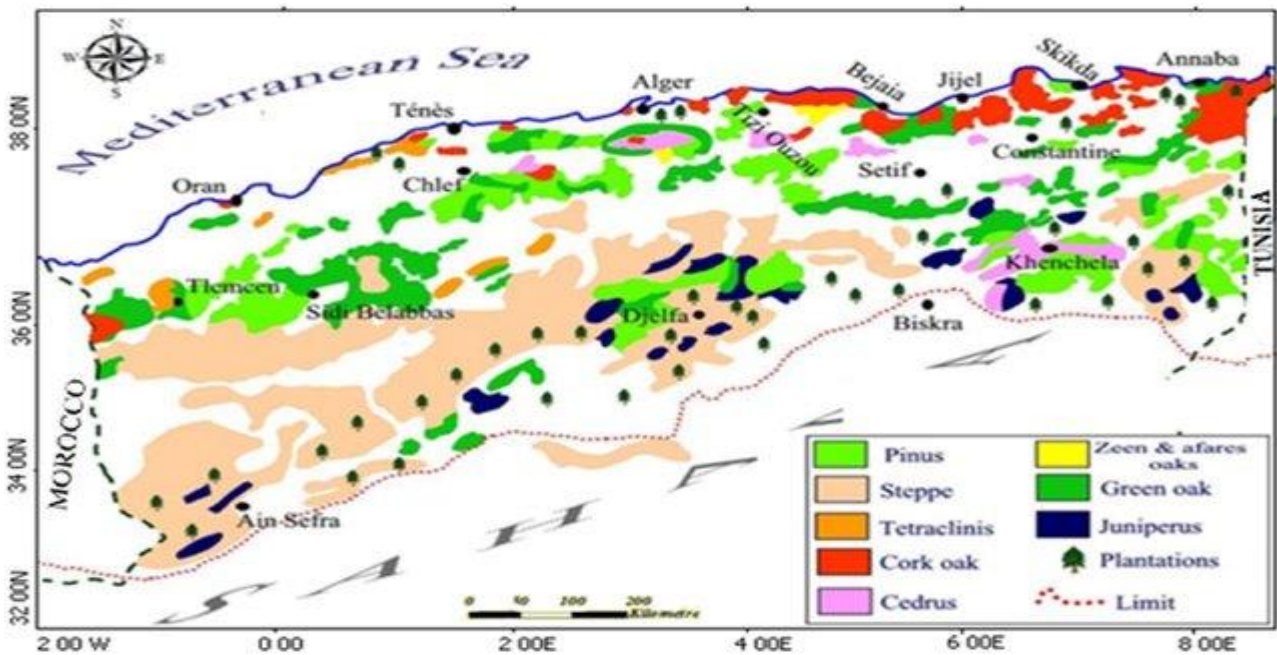 N
W E
S
Mediterranean Sea
Oran
Ténès
Chlef
Alger
Tizi Ouzou
Bejaia
Jijel
Skikda
Annaba
Setif
Constantine
Khenchela
Tlemcen
Sidi Belabbas
Djelfa
Biskra
Ain Sefra
MOROCCO
TUNISIA
SAHARA
38 00N
36 00N
34 00N
32 00N
2 00 W
0 00
2 00E
4 00E
6 00E
8 00E
0 50 100 200
Kilometre
Pinus
Steppe
Tetraclinis
Cork oak
Cedrus
Zeen & afares
oaks
Green oak
Juniperus
Plantations
Limit